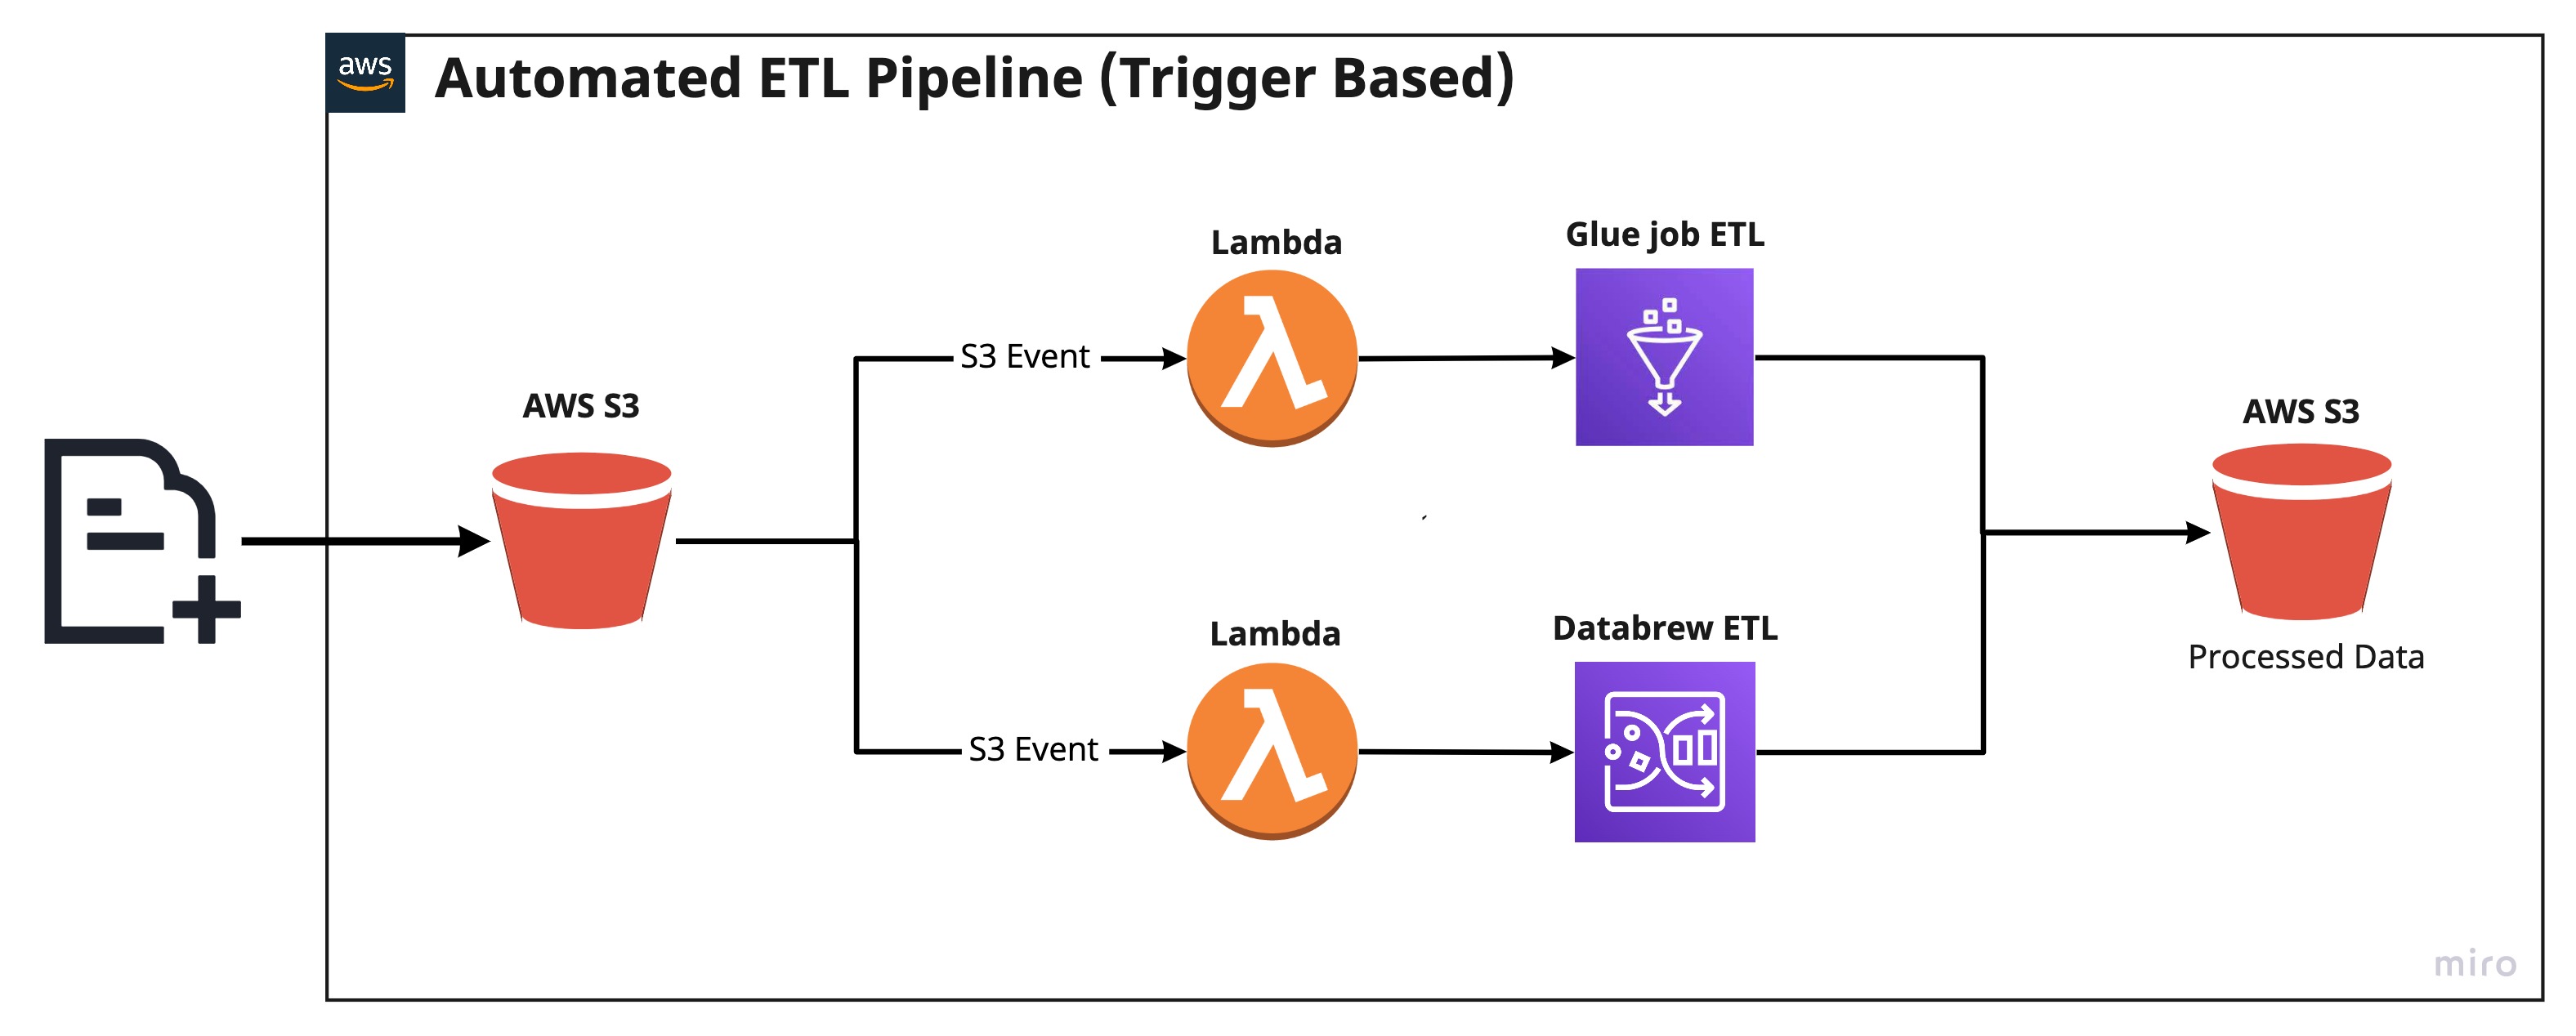 aws
Automated ETL Pipeline (Trigger Based)
Lambda
Glue job ETL
S3 Event
AWS S3
AWS S3
Lambda
Databrew ETL
Processed Data
S3 Event
miro